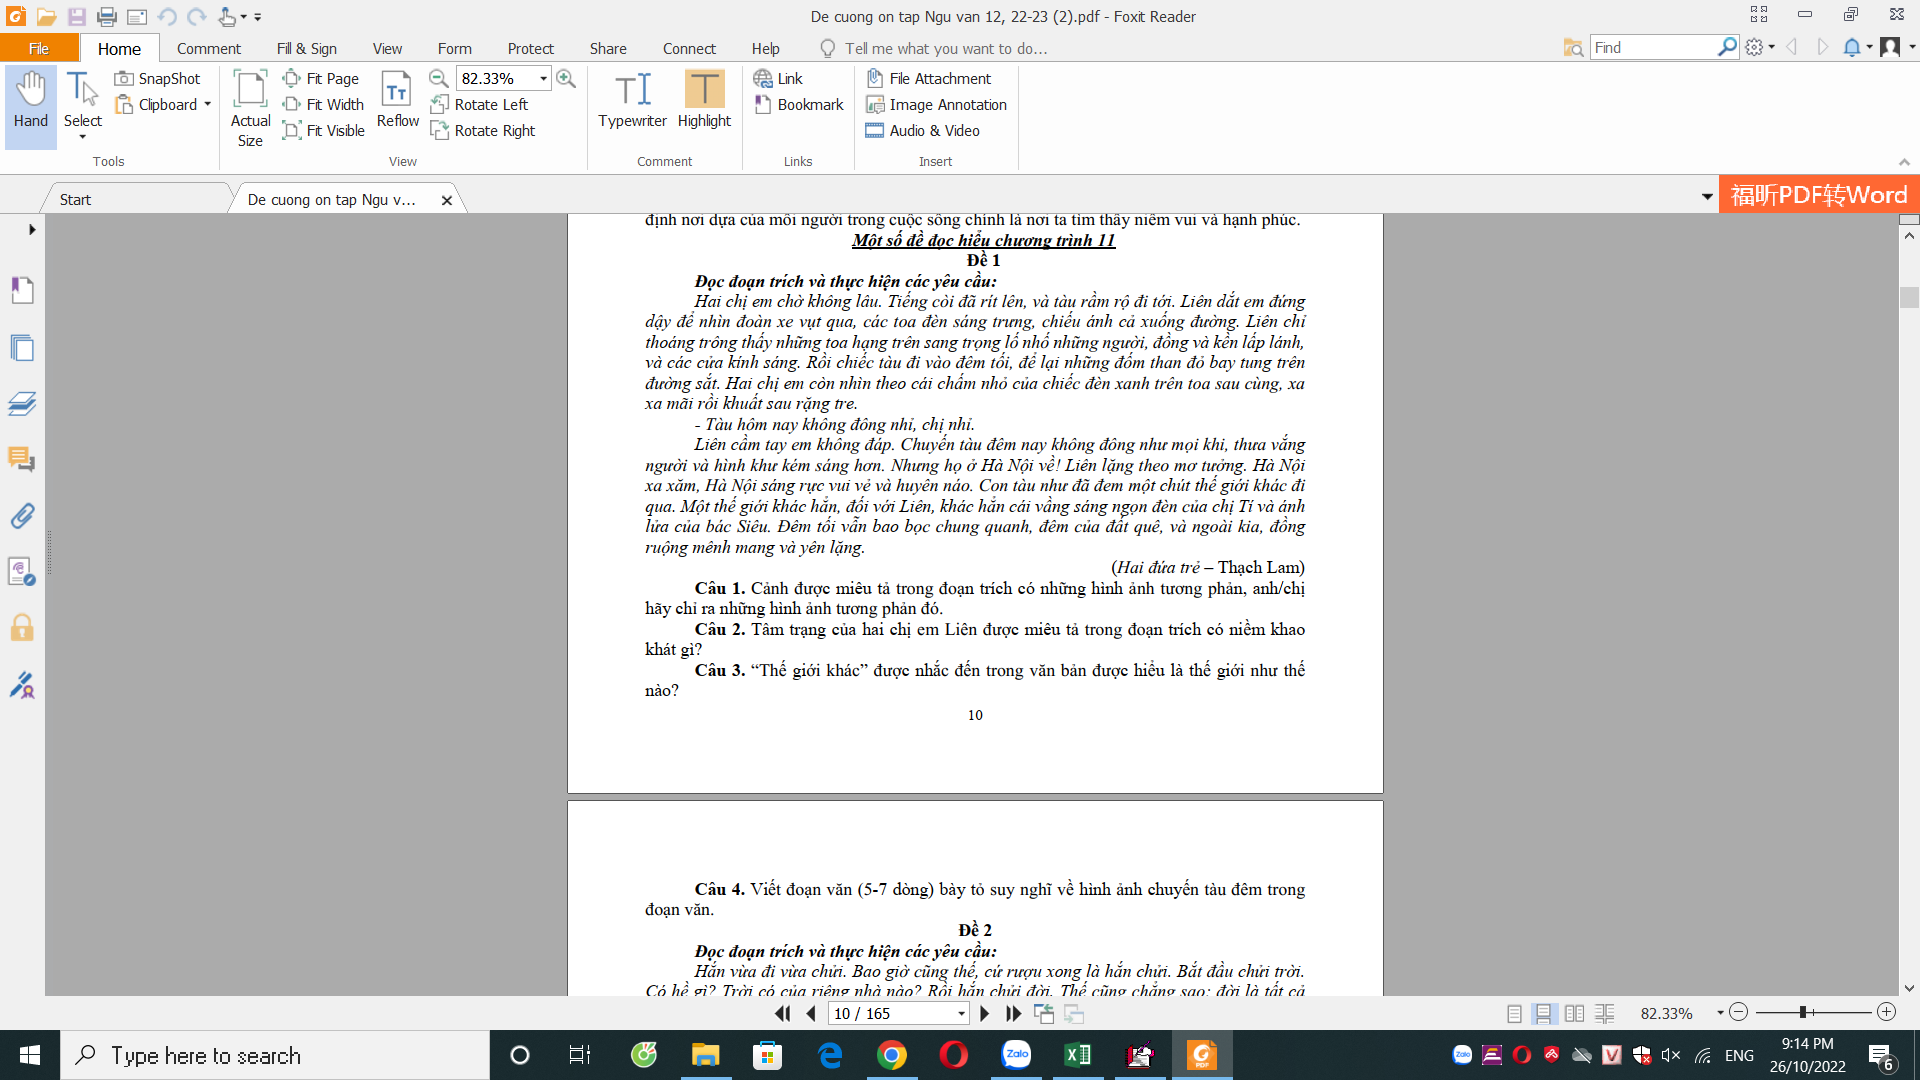 De cuong on tap Ngu van 12, 22-23 (2).pdf - Foxit Reader
File Home Comment Fill & Sign View Form Protect Share Connect Help Tell me what you want to do... Find
Hand
Select
SnapShot
Clipboard
Tools
Actual Size
Fit Page
Fit Width
Fit Visible
Reflow
82.33%
Rotate Left
Rotate Right
View
Typewriter
Highlight
Comment
Link
Bookmark
Links
File Attachment
Image Annotation
Audio & Video
Insert
Start
De cuong on tap Ngu v...
福昕PDF转Word
định nơi dựa của mỗi người trong cuộc sống chính là nơi ta tìm thấy niềm vui và hạnh phúc.
Một số đề đọc hiểu chương trình 11
Đề 1
Đọc đoạn trích và thực hiện các yêu cầu:
Hai chị em chờ không lâu. Tiếng còi đã rít lên, và tàu rầm rộ đi tới. Liên dắt em đứng
dậy để nhìn đoàn xe vụt qua, các toa đèn sáng trưng, chiếu ánh cả xuống đường. Liên chỉ
thoáng trông thấy những toa hạng trên sang trọng lố nhố những người, đồng và kền lấp lánh,
và các cửa kính sáng. Rồi chiếc tàu đi vào đêm tối, để lại những đốm than đỏ bay tung trên
đường sắt. Hai chị em còn nhìn theo cái chấm nhỏ của chiếc đèn xanh trên toa sau cùng, xa
xa mãi rồi khuất sau rặng tre.
- Tàu hôm nay không đông nhỉ, chị nhỉ.
Liên cầm tay em không đáp. Chuyến tàu đêm nay không đông như mọi khi, thưa vắng
người và hình như kém sáng hơn. Nhưng họ ở Hà Nội về! Liên lặng theo mơ tưởng. Hà Nội
xa xăm, Hà Nội sáng rực vui vẻ và huyên náo. Con tàu như đã đem một chút thế giới khác đi
qua. Một thế giới khác hẳn, đối với Liên, khác hẳn cái vầng sáng ngọn đèn của chị Tí và ánh
lửa của bác Siêu. Đêm tối vẫn bao bọc chung quanh, đêm của đất quê, và ngoài kia, đồng
ruộng mênh mang và yên lặng.
(Hai đứa trẻ – Thạch Lam)
Câu 1. Cảnh được miêu tả trong đoạn trích có những hình ảnh tương phản, anh/chị
hãy chỉ ra những hình ảnh tương phản đó.
Câu 2. Tâm trạng của hai chị em Liên được miêu tả trong đoạn trích có niềm khao
khát gì?
Câu 3. “Thế giới khác” được nhắc đến trong văn bản được hiểu là thế giới như thế
nào?
10
Câu 4. Viết đoạn văn (5-7 dòng) bày tỏ suy nghĩ về hình ảnh chuyến tàu đêm trong
đoạn văn.
Đề 2
Đọc đoạn trích và thực hiện các yêu cầu:
Hắn vừa đi vừa chửi. Bao giờ cũng thế, cứ rượu xong là hắn chửi. Bắt đầu chửi trời.
Có hề gì? Trời có của riêng nhà nào? Rồi hắn chửi đời. Thế cũng chẳng sao: đời là tất cả
10 / 165
82.33%
Type here to search
Zalo
ENG
9:14 PM
26/10/2022
6